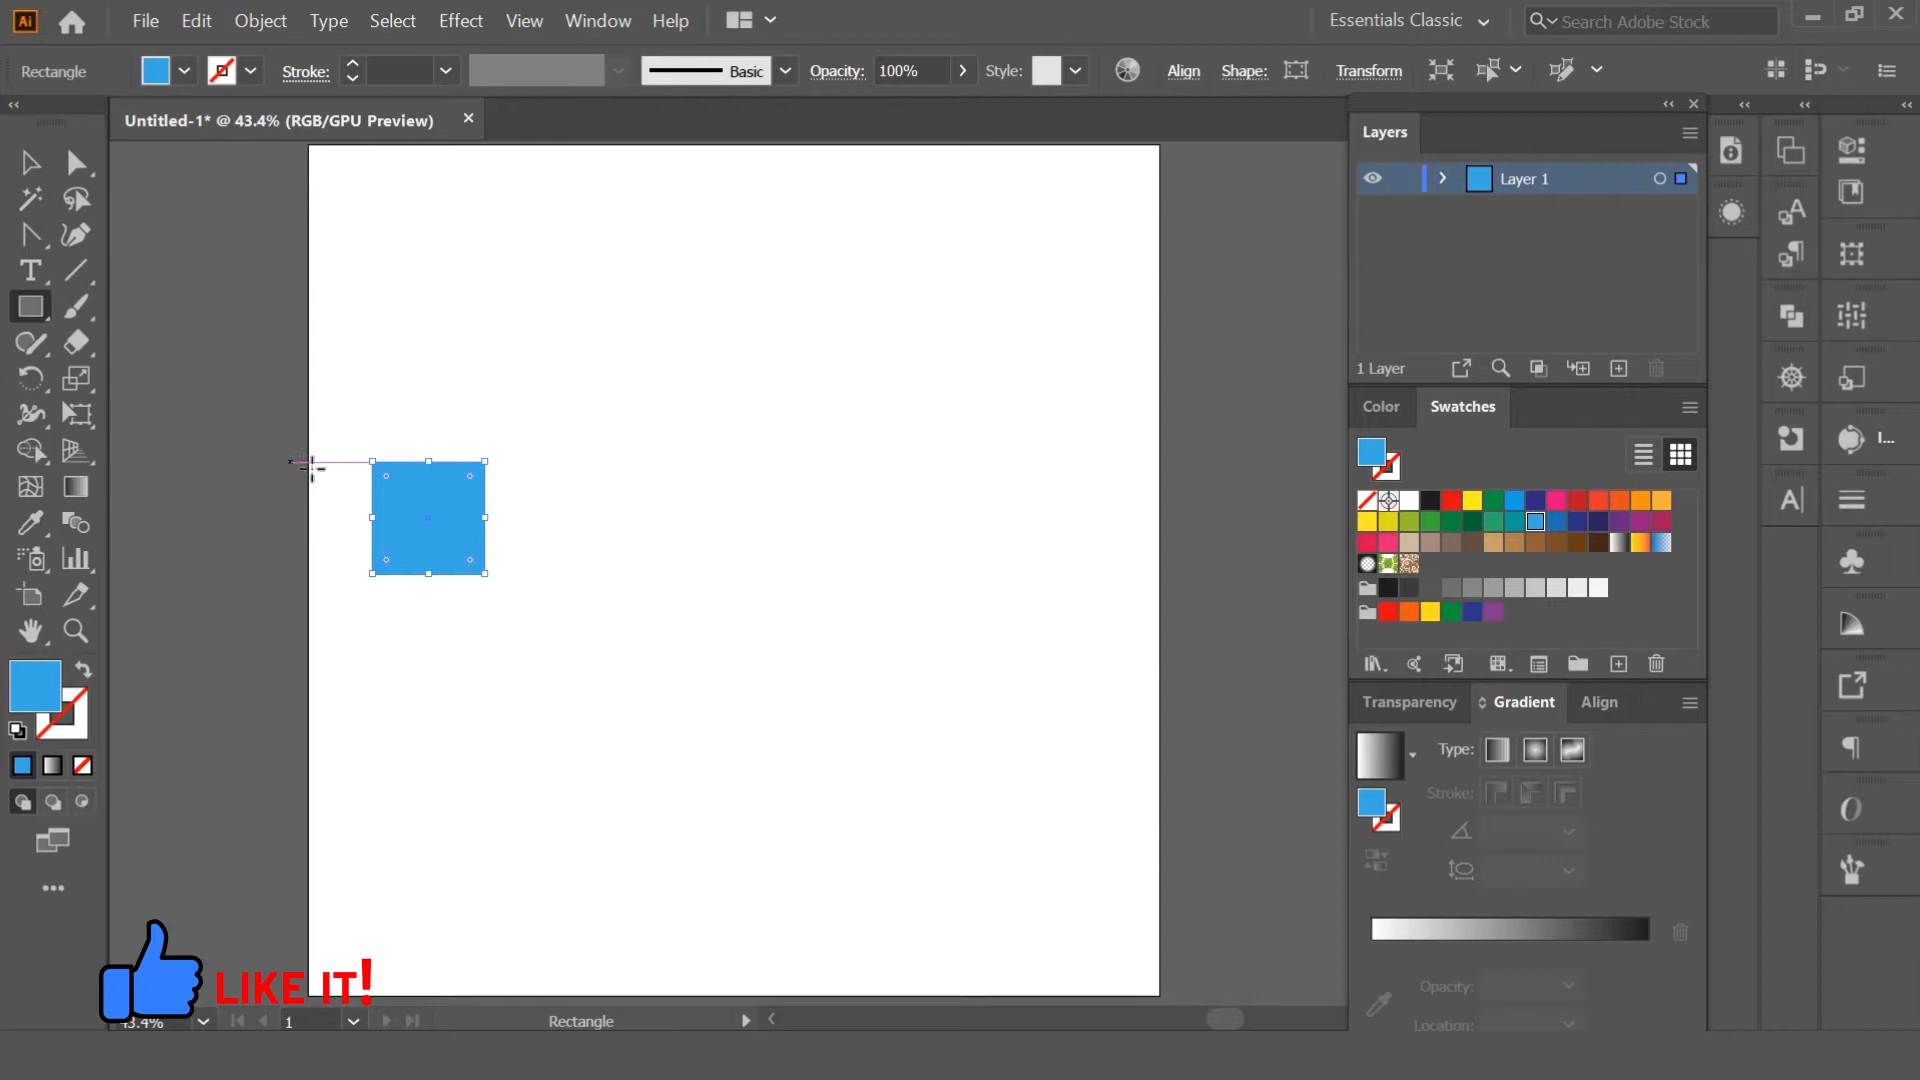 Ai File Edit Object Type Select Effect View Window Help Essentials Classic Search Adobe Stock
Rectangle Stroke: Basic Opacity: 100% Style: Align Shape: Transform
Untitled-1* @ 43.4% (RGB/GPU Preview)
Layers
Layer 1
1 Layer
Color Swatches
I...
Transparency Gradient Align
Type:
Stroke:
Opacity:
Location:
LIKE IT!
43.4% 1 Rectangle